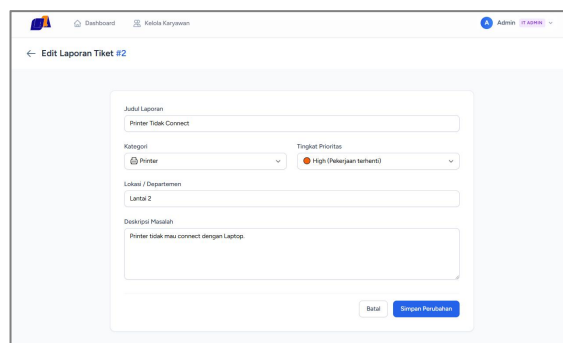 Dashboard
Kelola Karyawan
A Admin IT ADMIN
← Edit Laporan Tiket #2
Judul Laporan
Printer Tidak Connect
Kategori
Tingkat Prioritas
Printer
High (Pekerjaan terhenti)
Lokasi / Departemen
Lantai 2
Deskripsi Masalah
Printer tidak mau connect dengan Laptop.
Batal
Simpan Perubahan